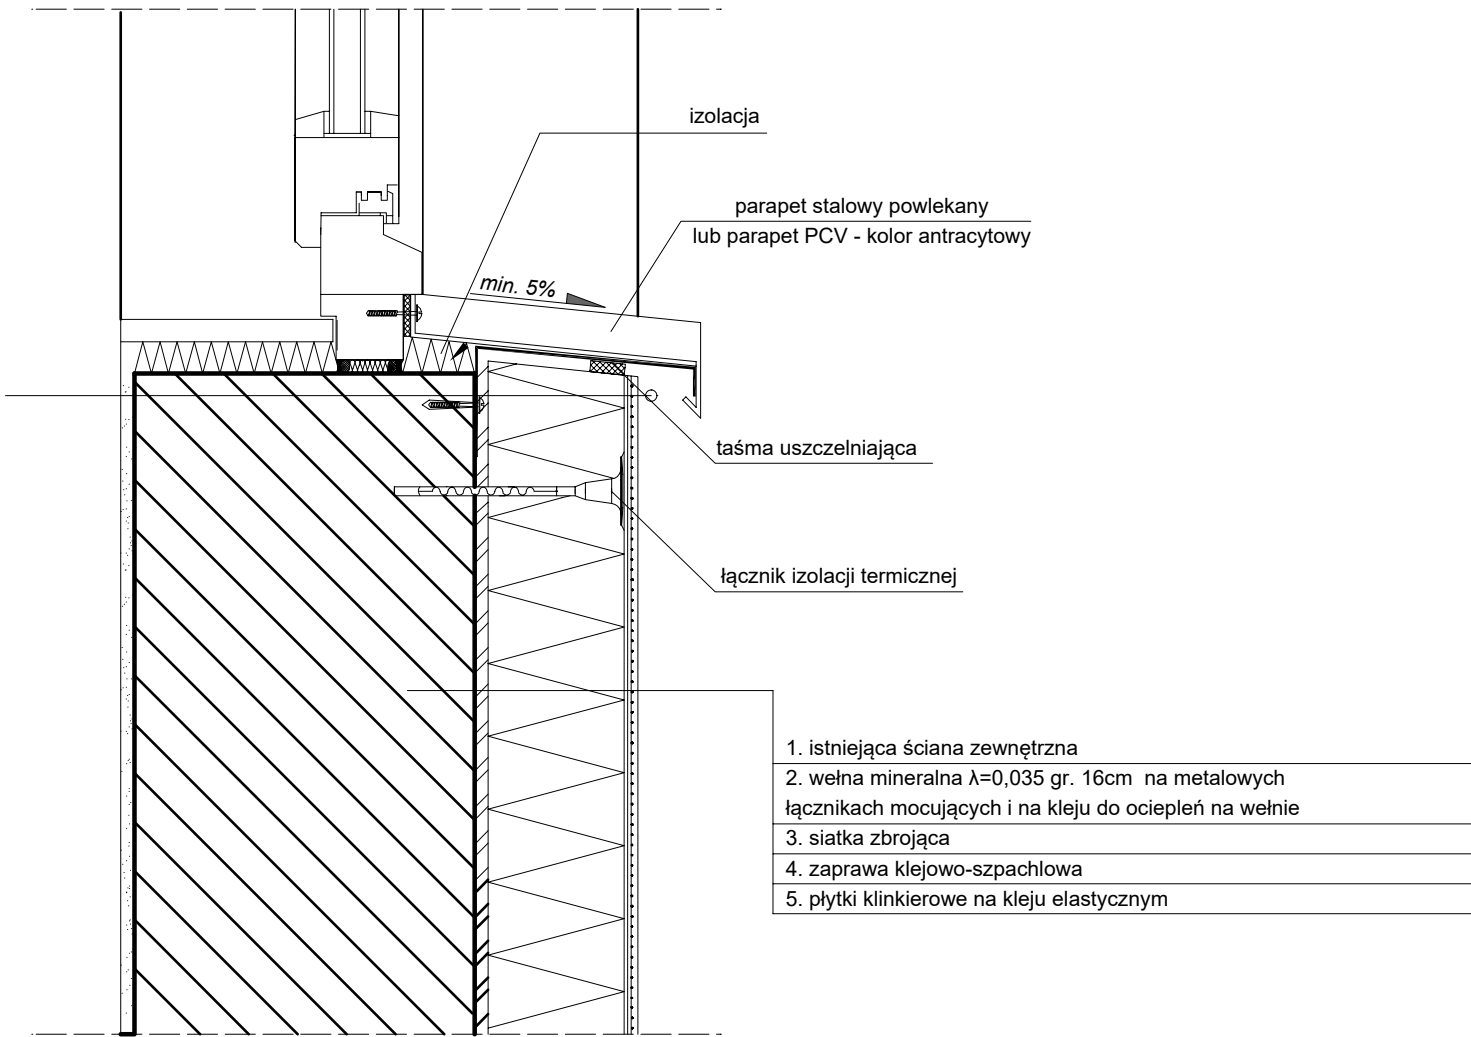 izolacja
parapet stalowy powlekany
lub parapet PCV - kolor antracytowy
min. 5%
taśma uszczelniająca
łącznik izolacji termicznej
1. istniejąca ściana zewnętrzna
2. wełna mineralna λ=0,035 gr. 16cm na metalowych
łącznikach mocujących i na kleju do ociepleń na wełnie
3. siatka zbrojąca
4. zaprawa klejowo-szpachlowa
5. płytki klinkierowe na kleju elastycznym